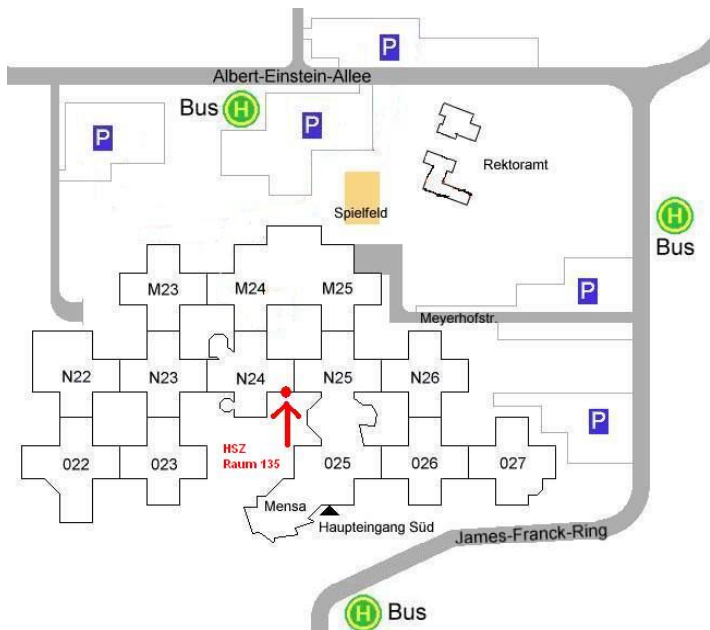 P
Albert-Einstein-Allee
Bus H
P
P
Rektoramt
Spielfeld
H
Bus
M23
M24
M25
P
Meyerhofstr.
N22
N23
N24
N25
N26
P
HSZ
Raum 135
022
023
025
026
027
Mensa
Haupteingang Süd
James-Franck-Ring
H Bus